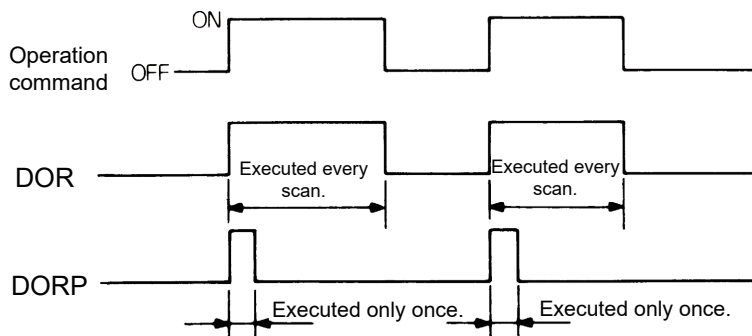 ON
Operation
command
OFF
DOR
Executed every
scan.
Executed every
scan.
DORP
Executed only once.
Executed only once.